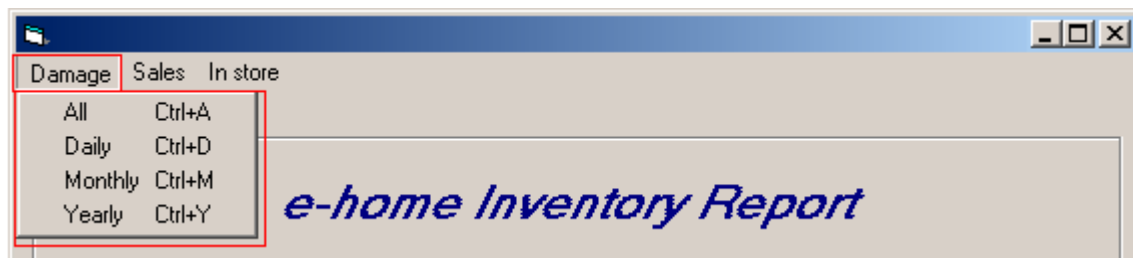 Damage Sales In store
All Ctrl+A
Daily Ctrl+D
Monthly Ctrl+M
Yearly Ctrl+Y
e-home Inventory Report